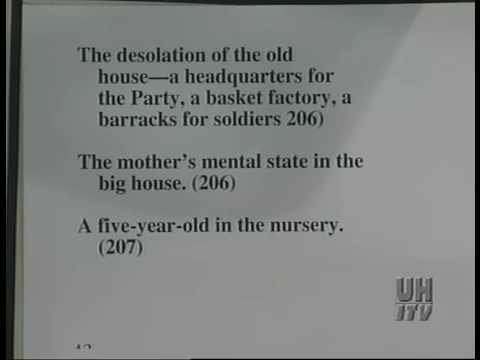 The desolation of the old
house—a headquarters for
the Party, a basket factory, a
barracks for soldiers 206)
The mother's mental state in the
big house. (206)
A five-year-old in the nursery.
(207)
UH
ITV